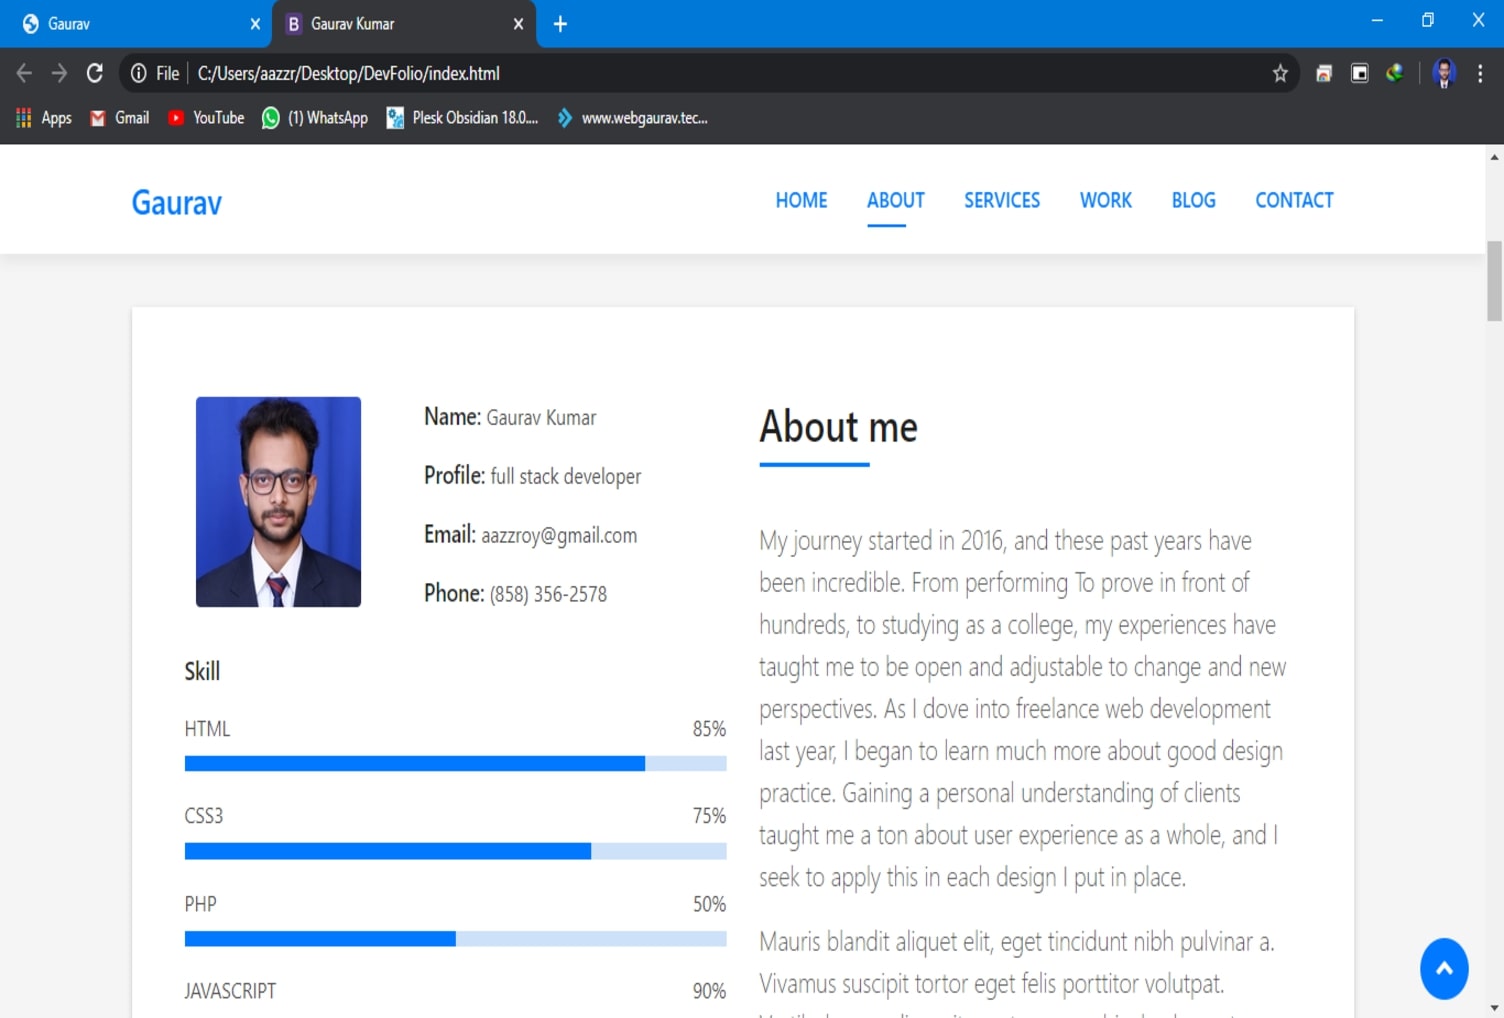 Gaurav
Gaurav Kumar
File C:/Users/aazzr/Desktop/DevFolio/index.html
Apps Gmail YouTube (1) WhatsApp Plesk Obsidian 18.0.... www.webgaurav.tec...
Gaurav
HOME ABOUT SERVICES WORK BLOG CONTACT
Name: Gaurav Kumar
Profile: full stack developer
Email: aazzroy@gmail.com
Phone: (858) 356-2578
Skill
HTML 85%
CSS3 75%
PHP 50%
JAVASCRIPT 90%
About me
My journey started in 2016, and these past years have
been incredible. From performing To prove in front of
hundreds, to studying as a college, my experiences have
taught me to be open and adjustable to change and new
perspectives. As I dove into freelance web development
last year, I began to learn much more about good design
practice. Gaining a personal understanding of clients
taught me a ton about user experience as a whole, and I
seek to apply this in each design I put in place.
Mauris blandit aliquet elit, eget tincidunt nibh pulvinar a.
Vivamus suscipit tortor eget felis porttitor volutpat.